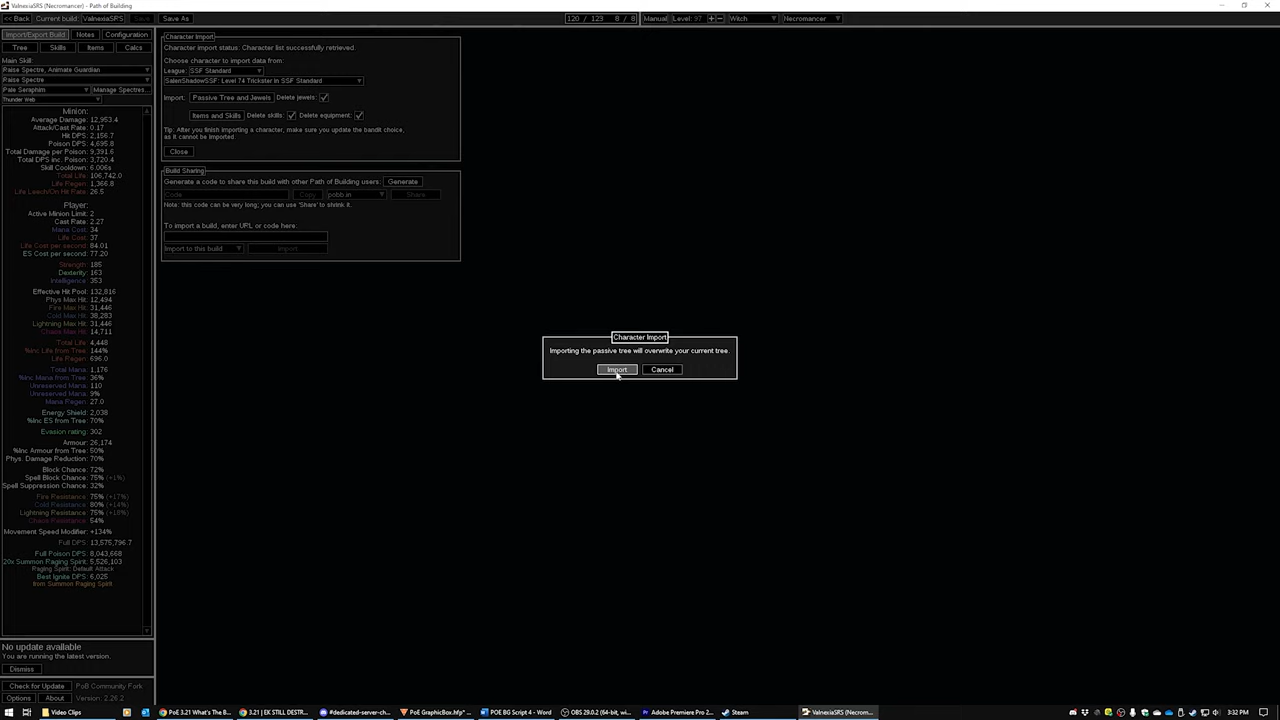 ValnexiaSRS (Necromancer) - Path of Building
<< Back Current build: ValnexiaSRS Save Save As 120 / 123 8 / 8 Manual Level: 97 + - Witch Necromancer
Import/Export Build Notes Configuration
Tree Skills Items Calcs
Main Skill:
Raise Spectre, Animate Guardian
Raise Spectre
Pale Seraphim Manage Spectres...
Thunder Web
Minion:
Average Damage: 12,953.4
Attack/Cast Rate: 0.17
Hit DPS: 2,156.7
Poison DPS: 4,695.8
Total Damage per Poison: 9,391.6
Total DPS inc. Poison: 3,720.4
Skill Cooldown: 6.006s
Total Life: 106,742.0
Life Regen: 1,366.8
Life Leech/On Hit Rate: 26.5
Player:
Active Minion Limit: 2
Cast Rate: 2.27
Mana Cost: 34
Life Cost: 37
Life Cost per second: 84.01
ES Cost per second: 77.20
Strength: 185
Dexterity: 163
Intelligence: 353
Effective Hit Pool: 132,816
Phys Max Hit: 12,494
Fire Max Hit: 31,446
Cold Max Hit: 38,283
Lightning Max Hit: 31,446
Chaos Max Hit: 14,711
Total Life: 4,448
%Inc Life from Tree: 144%
Life Regen: 696.0
Total Mana: 1,176
%Inc Mana from Tree: 36%
Unreserved Mana: 110
Unreserved Mana: 9%
Mana Regen: 27.0
Energy Shield: 2,038
%Inc ES from Tree: 70%
Evasion rating: 302
Armour: 26,174
%Inc Armour from Tree: 50%
Phys. Damage Reduction: 70%
Block Chance: 72%
Spell Block Chance: 75% (+1%)
Spell Suppression Chance: 32%
Fire Resistance: 75% (+17%)
Cold Resistance: 80% (+14%)
Lightning Resistance: 75% (+18%)
Chaos Resistance: 54%
Movement Speed Modifier: +134%
Full DPS: 13,575,796.7
Full Poison DPS: 8,043,668
20x Summon Raging Spirit: 5,526,103
Raging Spirit: Default Attack
Best Ignite DPS: 6,025
from Summon Raging Spirit
No update available
You are running the latest version.
Dismiss
Check for Update PoB Community Fork
Options About Version: 2.26.2
Character Import
Character import status: Character list successfully retrieved.
Choose character to import data from:
League: SSF Standard
SalenShadowSSF: Level 74 Trickster in SSF Standard
Import: Passive Tree and Jewels Delete jewels:
Items and Skills Delete skills: Delete equipment:
Tip: After you finish importing a character, make sure you update the bandit choice,
as it cannot be imported.
Close
Build Sharing
Generate a code to share this build with other Path of Building users: Generate
Code Copy pobb.in Share
Note: this code can be very long; you can use 'Share' to shrink it.
To import a build, enter URL or code here:
Import to this build Import
Character Import
Importing the passive tree will overwrite your current tree.
Import Cancel
Video Clips PoE 3.21 What's The B... 3.21 | EK STILL DESTR... #dedicated-server-ch... PoE GraphicBox.hfp* ... POE BG Script 4 - Word OBS 29.0.2 (64-bit, wi... Adobe Premiere Pro 2... Steam ValnexiaSRS (Necrom... 3:32 PM